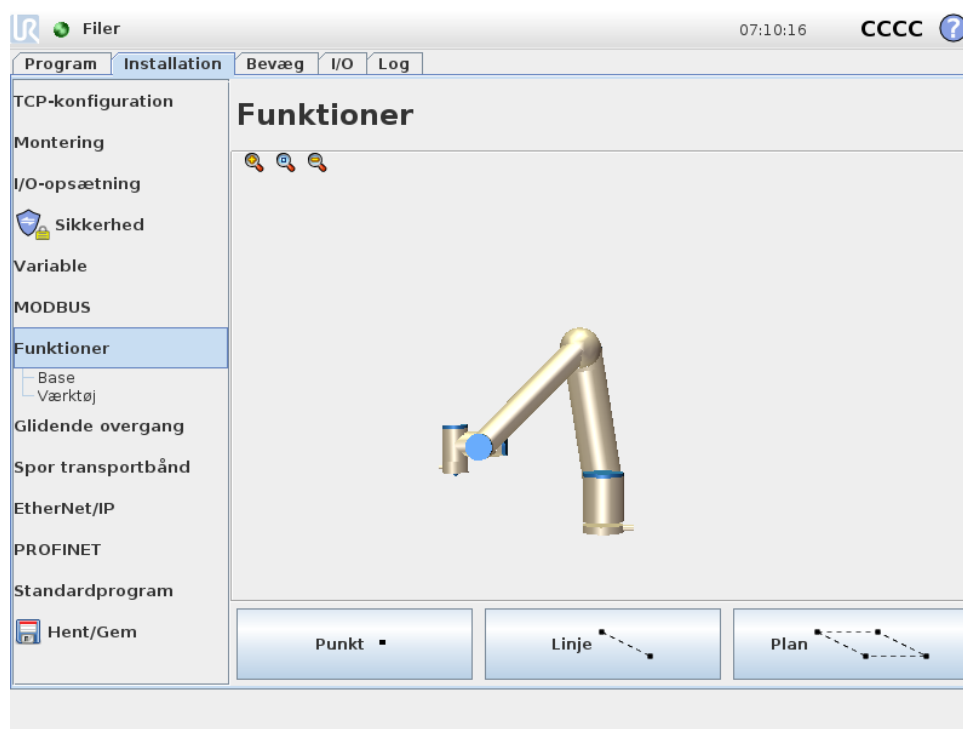 UR Filer 07:10:16 CCCC ?
Program Installation Bevæg I/O Log
TCP-konfiguration
Montering
I/O-opsætning
Sikkerhed
Variable
MODBUS
Funktioner
Base
Værktøj
Glidende overgang
Spor transportbånd
EtherNet/IP
PROFINET
Standardprogram
Hent/Gem
Funktioner
Punkt
Linje
Plan